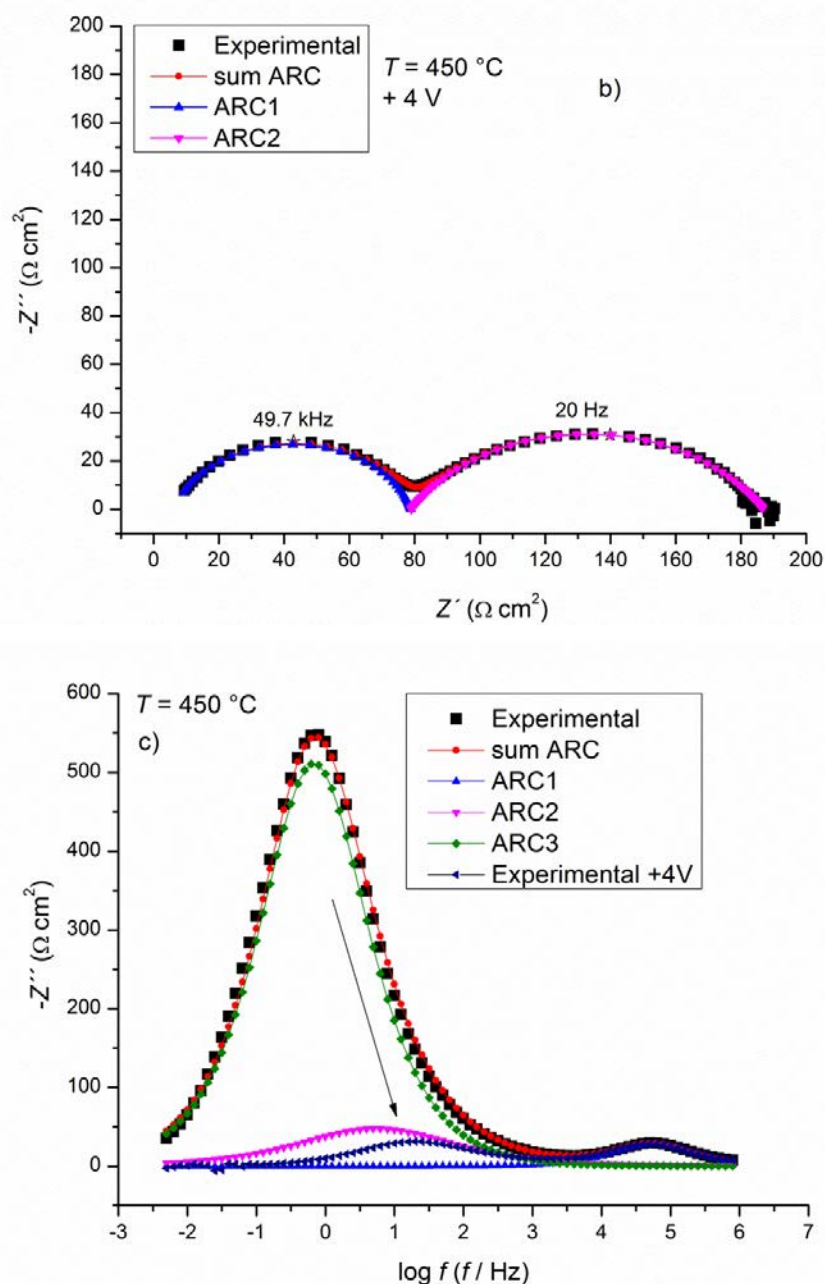 200
180
160
140
120
100
80
60
40
20
0
-Z´´ (Ω cm²)
Experimental
sum ARC
ARC1
ARC2
T = 450 °C
+ 4 V
b)
49.7 kHz
20 Hz
0 20 40 60 80 100 120 140 160 180 200
Z´ (Ω cm²)
600
500
400
300
200
100
0
-Z´´ (Ω cm²)
T = 450 °C
c)
Experimental
sum ARC
ARC1
ARC2
ARC3
Experimental +4V
-3 -2 -1 0 1 2 3 4 5 6 7
log f (f / Hz)